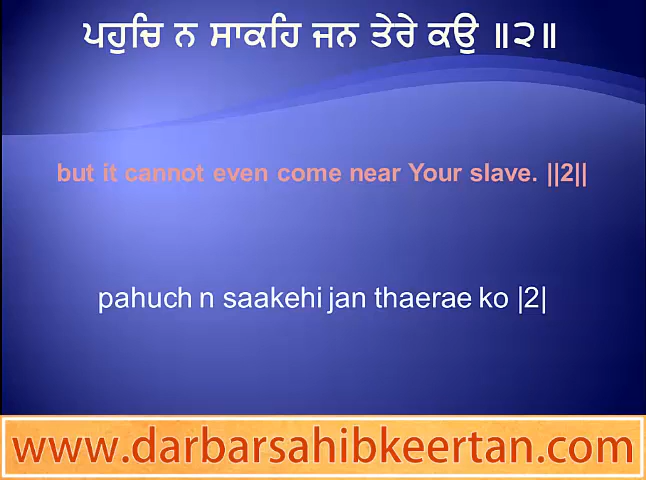 ਪਹੁਚਿ ਨ ਸਾਕਹਿ ਜਨ ਤੇਰੇ ਕਉ ॥੨॥
but it cannot even come near Your slave. ||2||
pahuch n saakehi jan thaerae ko |2|
www.darbarsahibkeertan.com